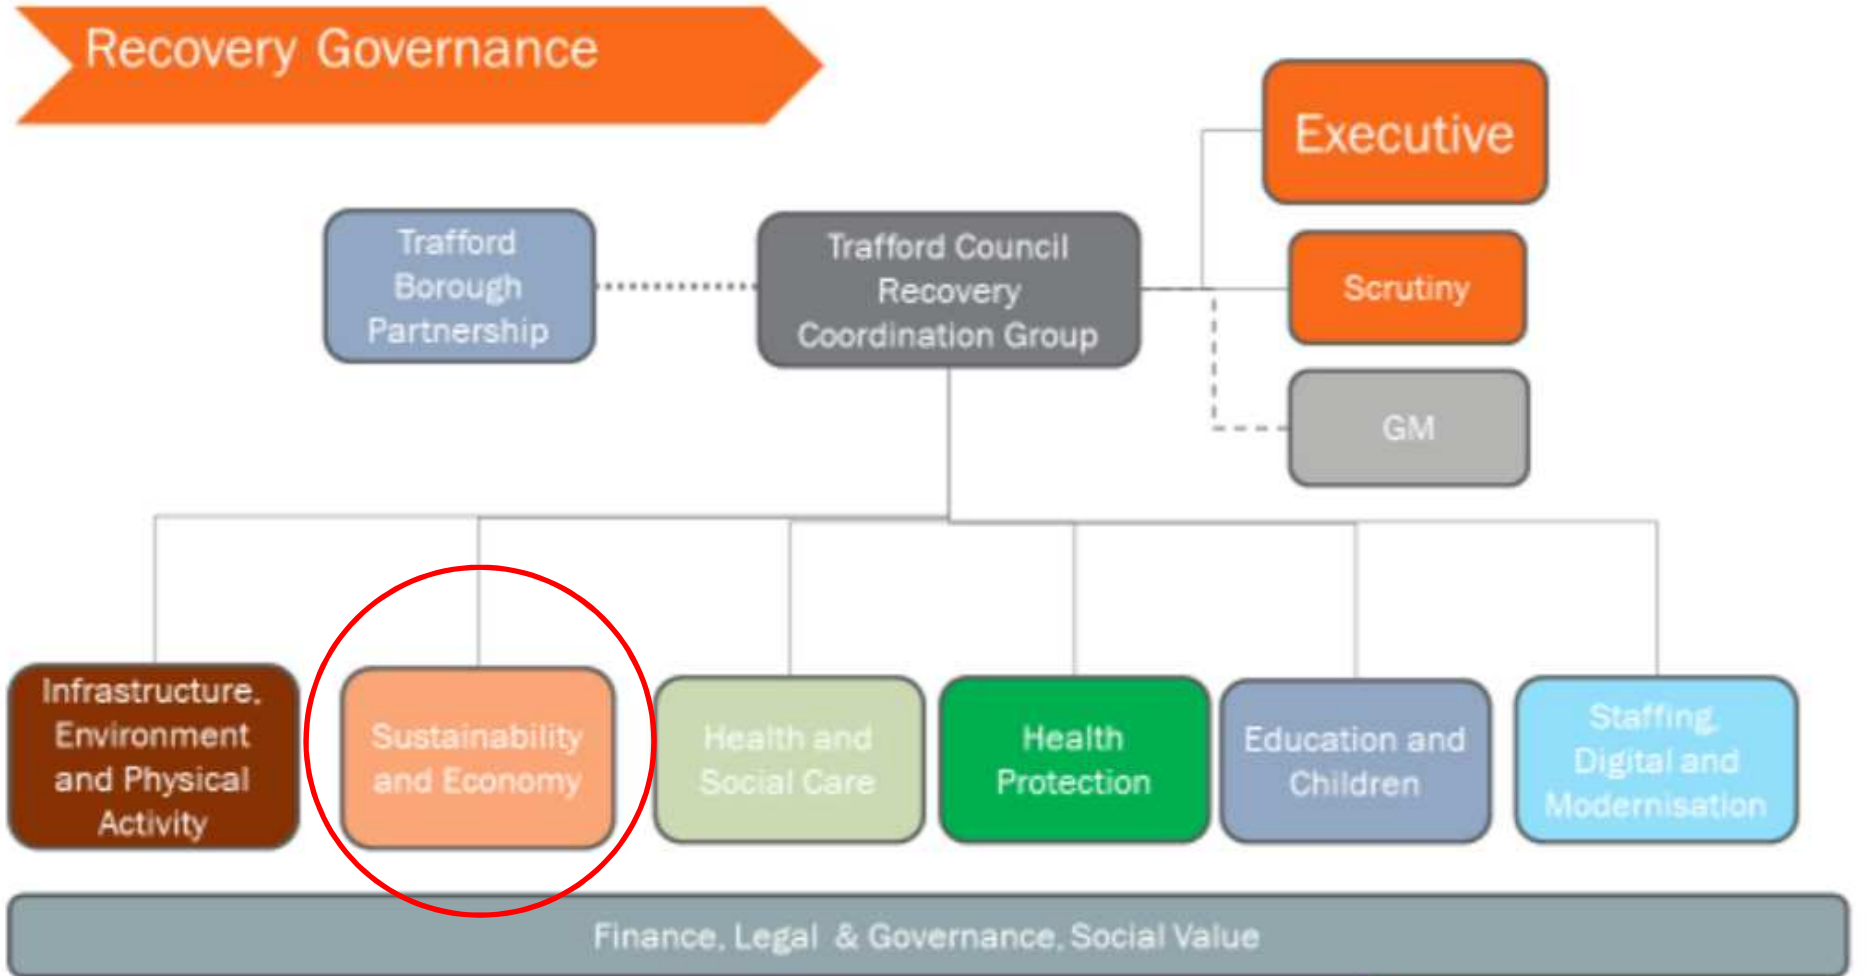 Recovery Governance
Executive
Trafford
Borough
Partnership
Trafford Council
Recovery
Coordination Group
Scrutiny
GM
Infrastructure,
Environment
and Physical
Activity
Sustainability
and Economy
Health and
Social Care
Health
Protection
Education and
Children
Staffing,
Digital and
Modernisation
Finance, Legal & Governance, Social Value